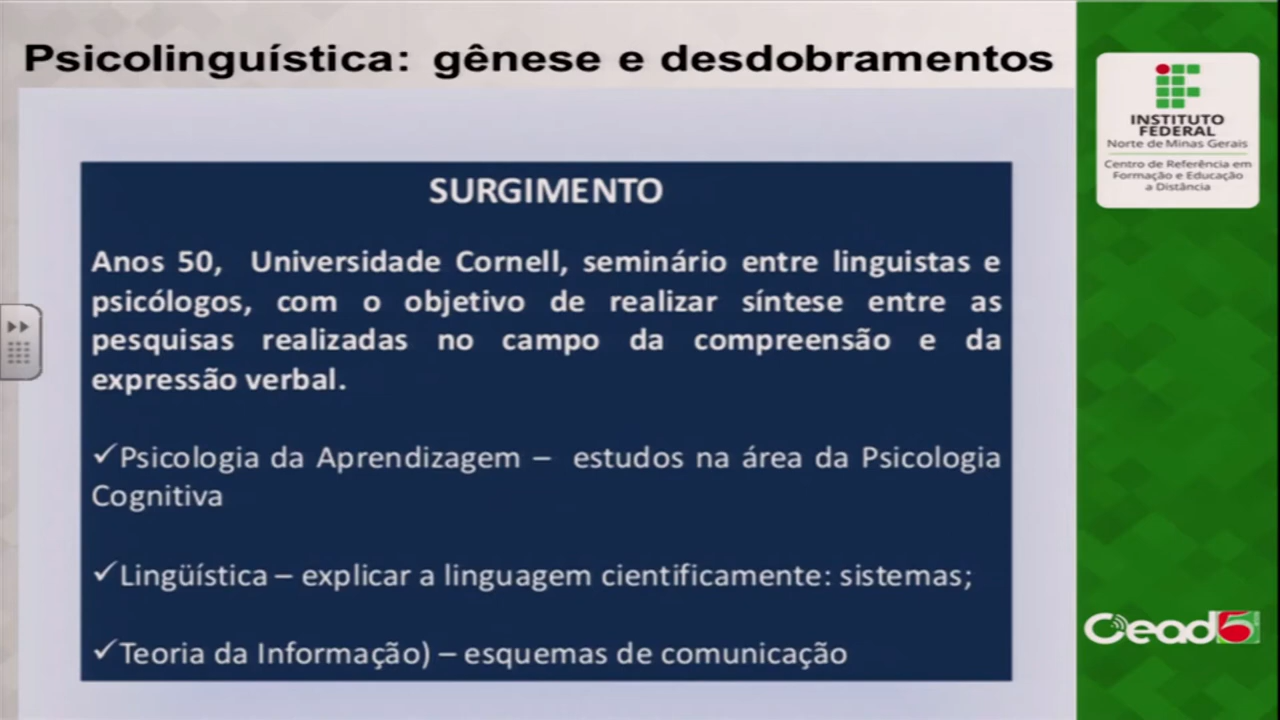 Psicolinguística: gênese e desdobramentos
SURGIMENTO
Anos 50, Universidade Cornell, seminário entre linguistas e
psicólogos, com o objetivo de realizar síntese entre as
pesquisas realizadas no campo da compreensão e da
expressão verbal.
✓Psicologia da Aprendizagem – estudos na área da Psicologia
Cognitiva
✓Lingüística – explicar a linguagem cientificamente: sistemas;
✓Teoria da Informação) – esquemas de comunicação
INSTITUTO
FEDERAL
Norte de Minas Gerais
Centro de Referência em
Formação e Educação
a Distância
Cead5